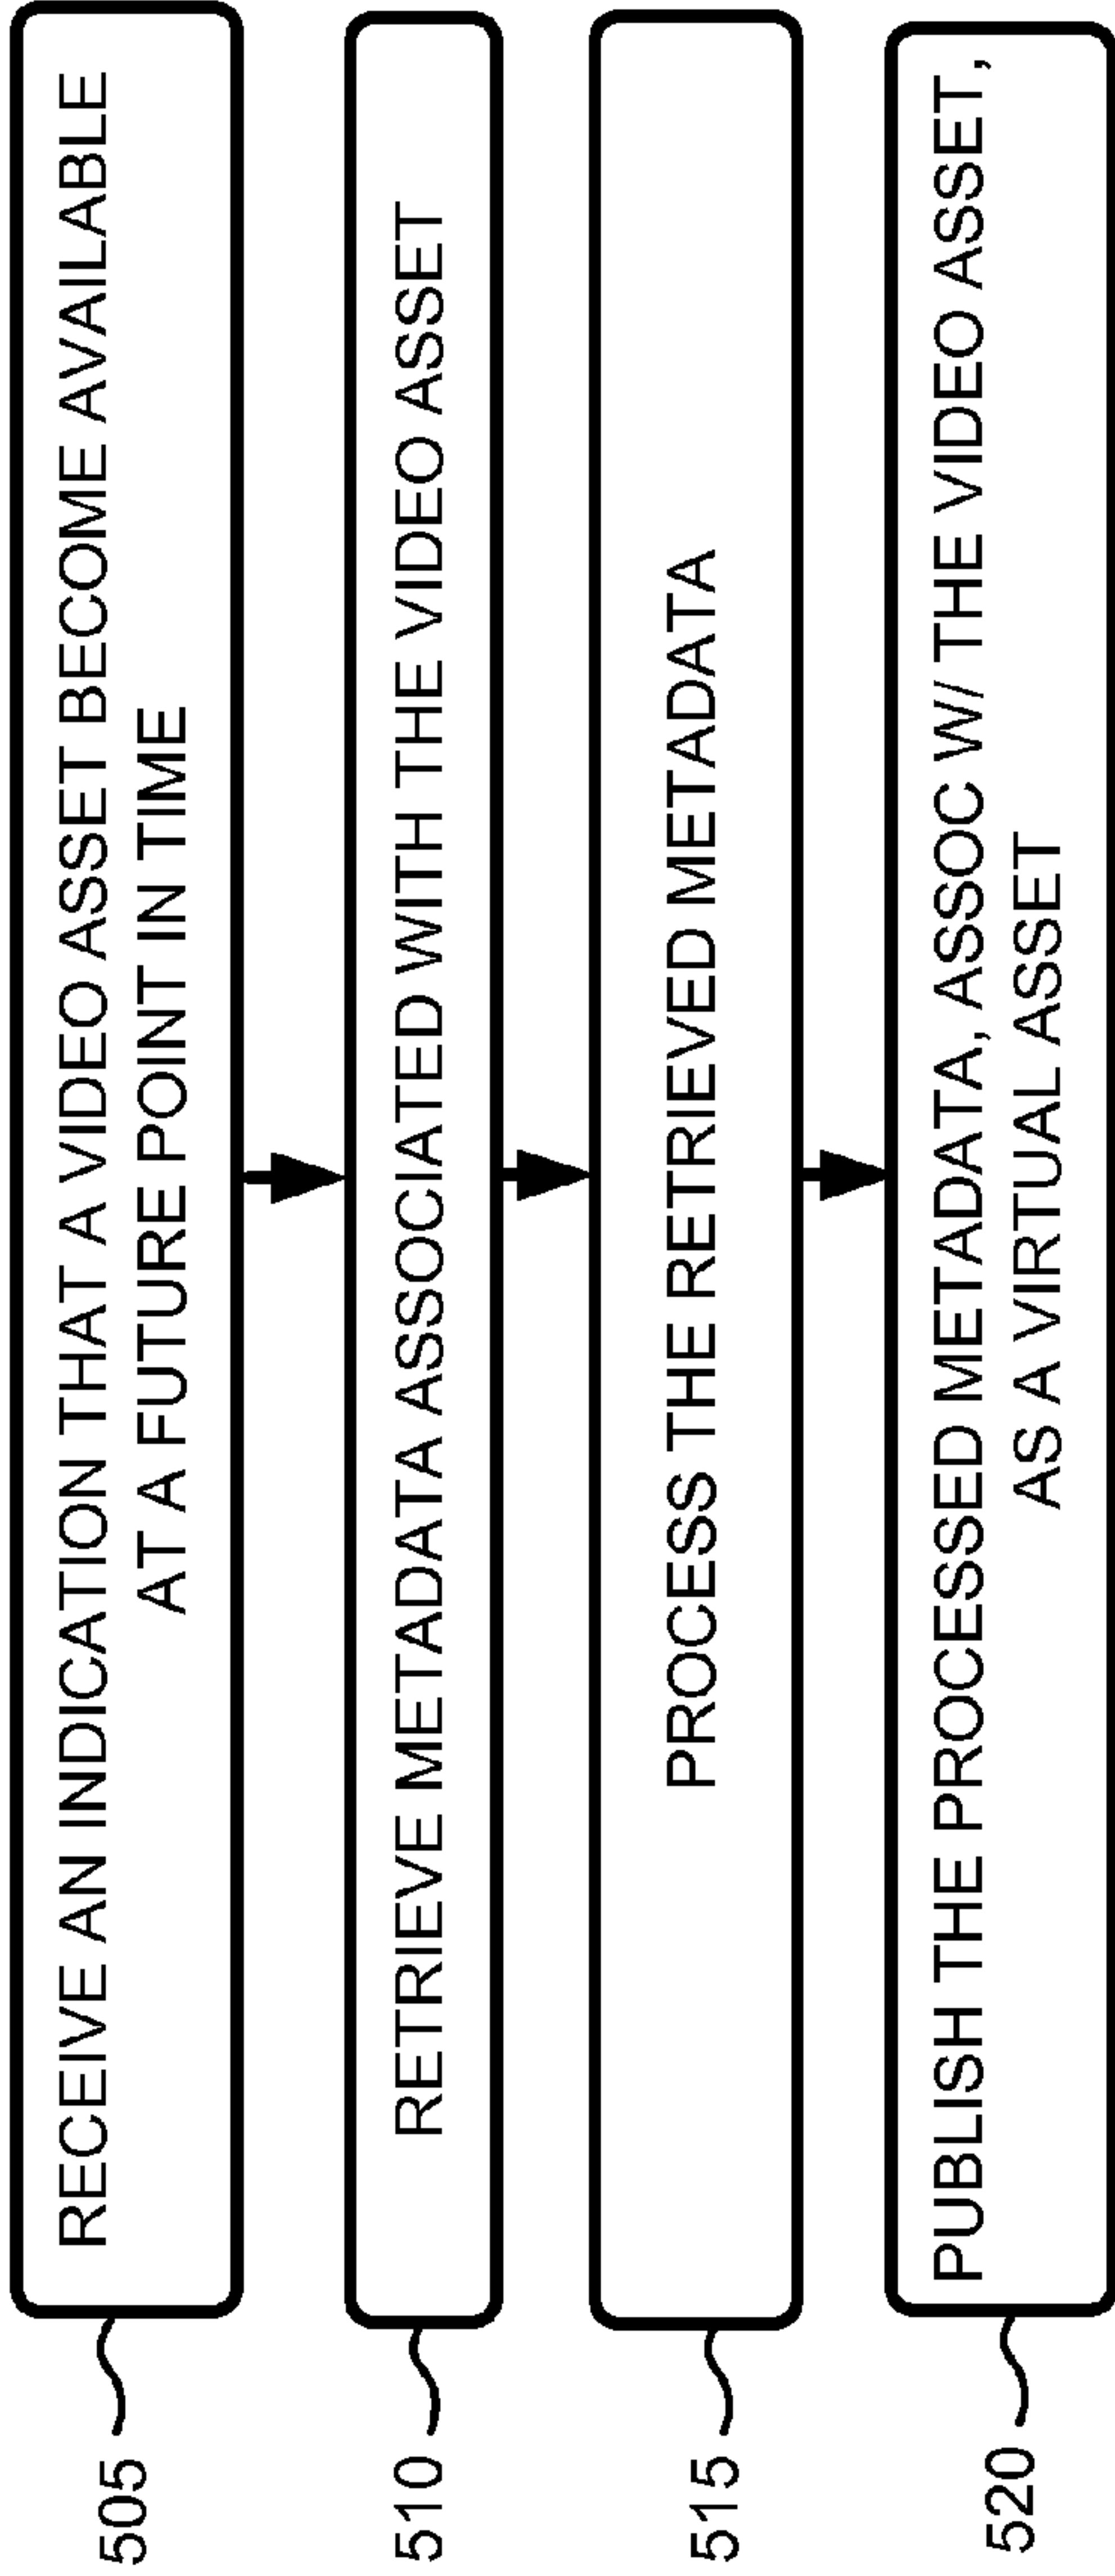 505
RECEIVE AN INDICATION THAT A VIDEO ASSET BECOME AVAILABLE
AT A FUTURE POINT IN TIME
510
RETRIEVE METADATA ASSOCIATED WITH THE VIDEO ASSET
515
PROCESS THE RETRIEVED METADATA
520
PUBLISH THE PROCESSED METADATA, ASSOC W/ THE VIDEO ASSET,
AS A VIRTUAL ASSET